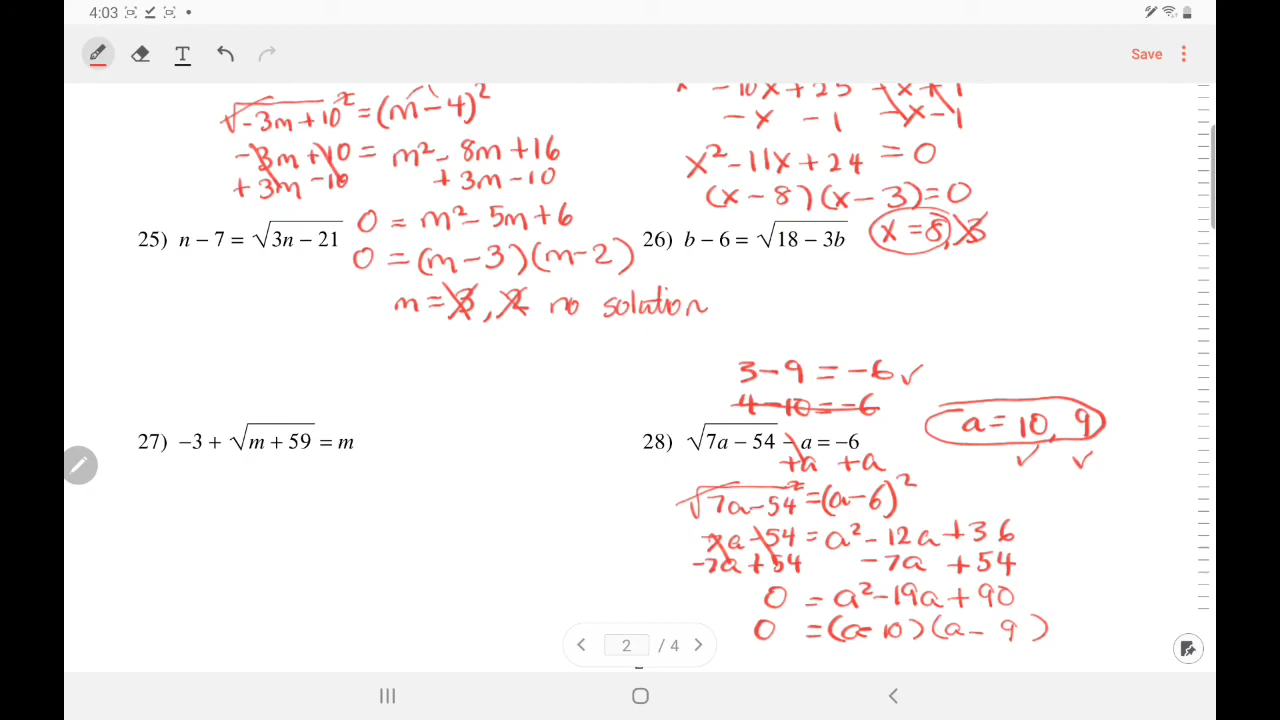 4:03
T
Save
√-3m+10² = (m-4)²
-3m+10 = m²-8m+16
+3m-10 +3m-10
0 = m²-5m+6
0 = (m-3)(m-2)
m = 3, 2 no solution
-10x+25 -x+1
-x -1 -x-1
x²-11x+24 = 0
(x-8)(x-3)=0
x = 8, 3
25) n − 7 = √3n − 21
26) b − 6 = √18 − 3b
27) −3 + √m + 59 = m
3-9 = -6 ✓
4-10 = -6
28) √7a − 54 − a = −6
+a +a
a = 10, 9
✓ ✓
√7a-54² = (a-6)²
7a-54 = a²-12a+36
-7a+54 -7a +54
0 = a²-19a+90
0 = (a-10)(a-9)
2 / 4